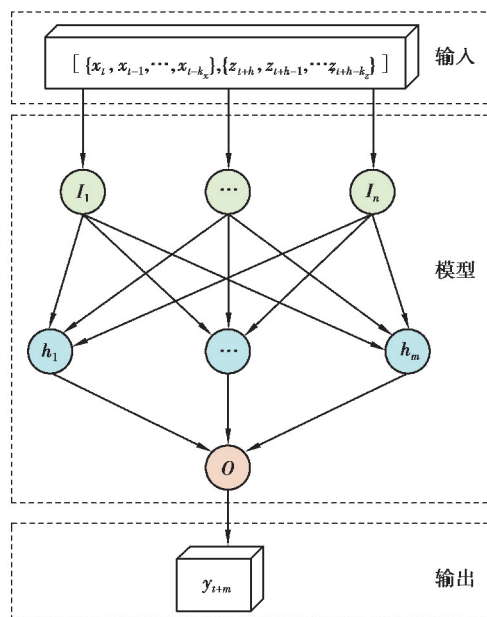 [ {x_t, x_{t-1}, …, x_{t-k_x}}, {z_{t+h}, z_{t+h-1}, …z_{t+h-k_z}} ]
输入
I_1 … I_n
模型
h_1 … h_m
O
y_{t+m}
输出